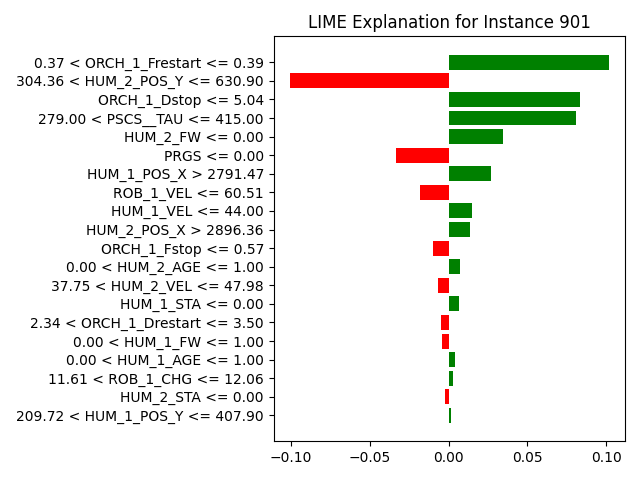 LIME Explanation for Instance 901
0.37 < ORCH_1_Frestart <= 0.39
304.36 < HUM_2_POS_Y <= 630.90
ORCH_1_Dstop <= 5.04
279.00 < PSCS__TAU <= 415.00
HUM_2_FW <= 0.00
PRGS <= 0.00
HUM_1_POS_X > 2791.47
ROB_1_VEL <= 60.51
HUM_1_VEL <= 44.00
HUM_2_POS_X > 2896.36
ORCH_1_Fstop <= 0.57
0.00 < HUM_2_AGE <= 1.00
37.75 < HUM_2_VEL <= 47.98
HUM_1_STA <= 0.00
2.34 < ORCH_1_Drestart <= 3.50
0.00 < HUM_1_FW <= 1.00
0.00 < HUM_1_AGE <= 1.00
11.61 < ROB_1_CHG <= 12.06
HUM_2_STA <= 0.00
209.72 < HUM_1_POS_Y <= 407.90
−0.10 −0.05 0.00 0.05 0.10